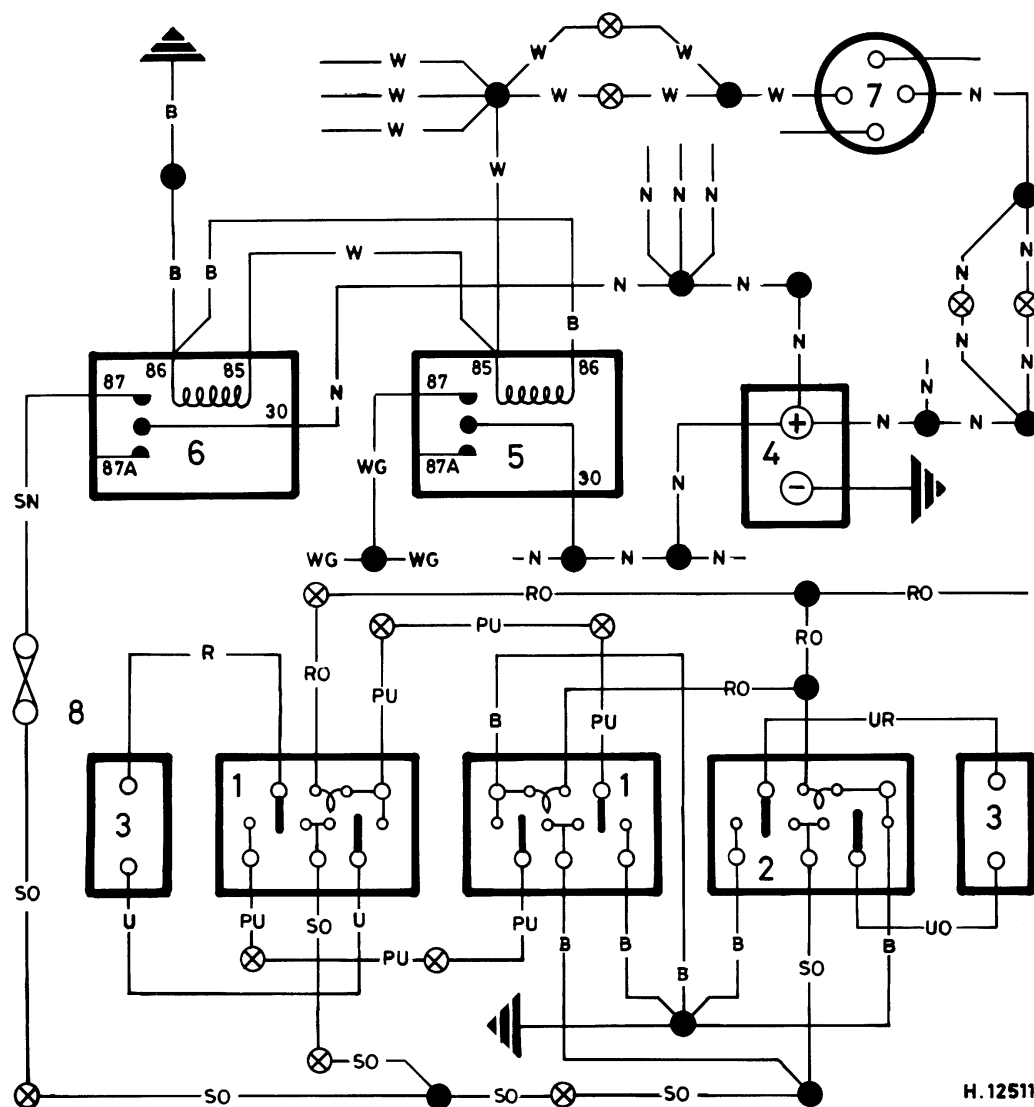 W W
W
W W W W 7 N
W
B
W N N N
N N
B B W N N B N N N
86 85 85 86
87 87
30 N
6 5 4 + N N
87A 87A
30 -
SN WG N
WG WG N N N
RO RO
PU
R RO RO
PU B RO
8 PU UR
1 1
3 3
2
SO U PU SO U PU B B B SO UO B
PU B
SO
SO SO SO
H.12511